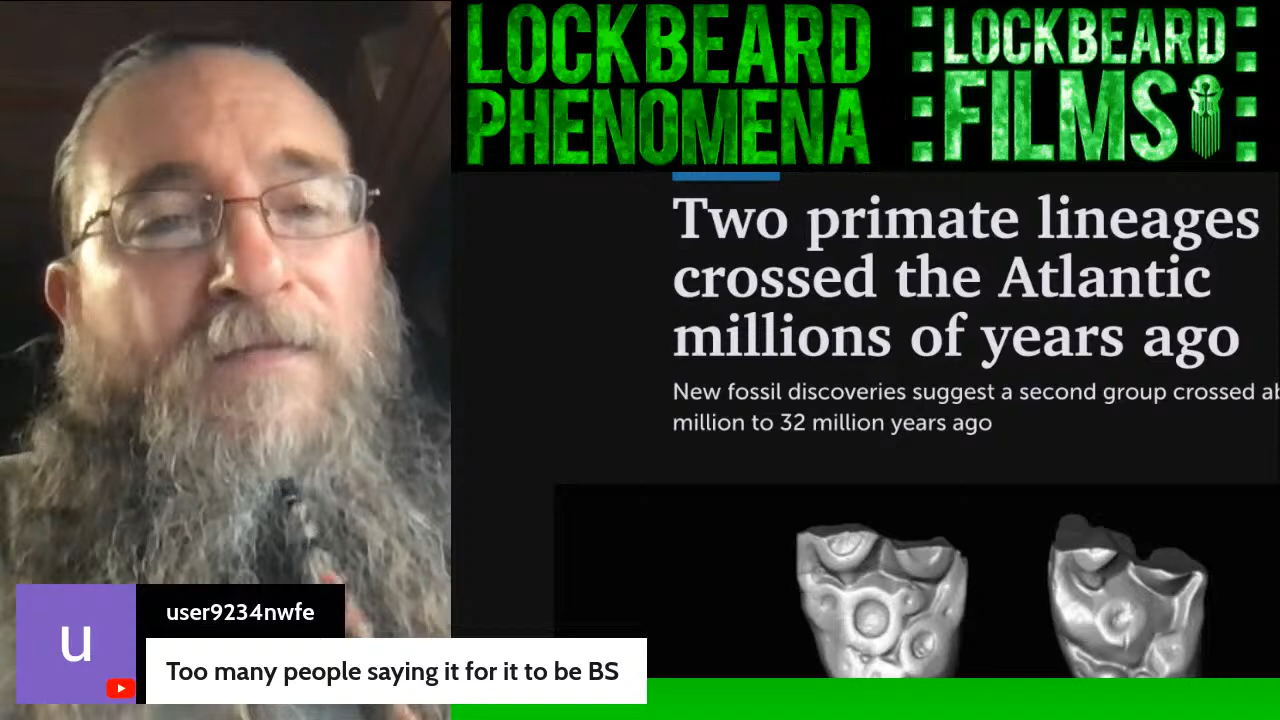 LOCKBEARD
PHENOMENA
LOCKBEARD
FILMS
Two primate lineages
crossed the Atlantic
millions of years ago
New fossil discoveries suggest a second group crossed
million to 32 million years ago
u
user9234nwfe
Too many people saying it for it to be BS